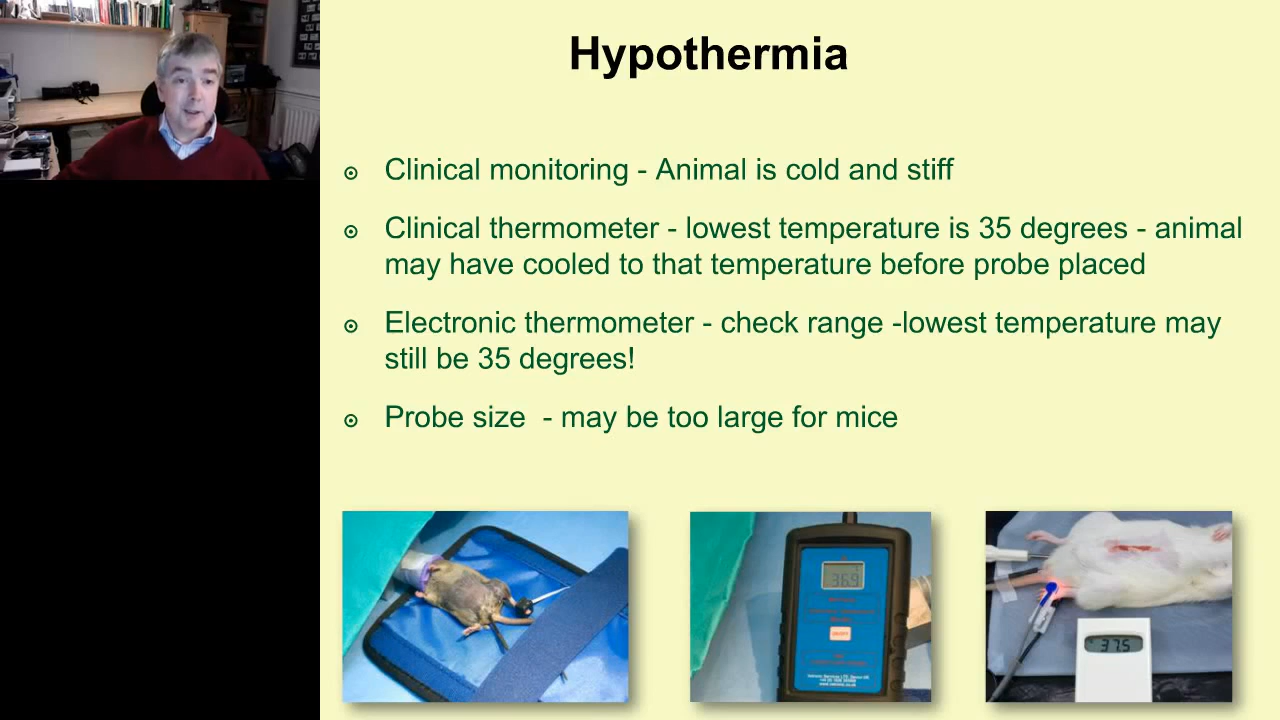 Hypothermia
Clinical monitoring - Animal is cold and stiff
Clinical thermometer - lowest temperature is 35 degrees - animal
may have cooled to that temperature before probe placed
Electronic thermometer - check range -lowest temperature may
still be 35 degrees!
Probe size - may be too large for mice
36.9
37.5